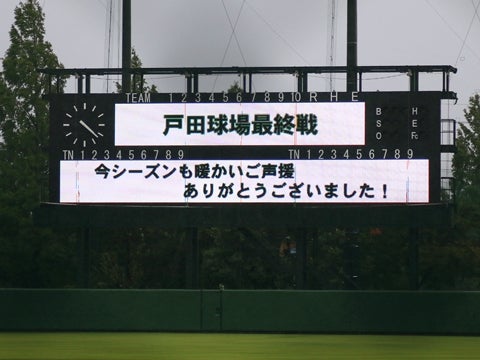 TEAM 1 2 3 4 5 6 7 8 9 10 R H E
戸田球場最終戦
B H
S E
O Fc
TN 1 2 3 4 5 6 7 8 9 TN 1 2 3 4 5 6 7 8 9
今シーズンも暖かいご声援
ありがとうございました!